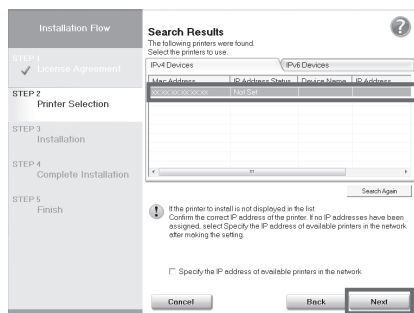 Installation Flow
STEP 1
License Agreement
STEP 2
Printer Selection
STEP 3
Installation
STEP 4
Complete Installation
STEP 5
Finish
Search Results
The following printers were found.
Select the printers to use.
IPv4 Devices
IPv6 Devices
Mac Address IP Address Status Device Name IP Address
xx:xx:xx:xx:xx:xx Not Set
Search Again
If the printer to install is not displayed in the list
Confirm the correct IP address of the printer. If no IP addresses have been
assigned, select Specify the IP address of available printers in the network
after making the setting.
Specify the IP address of available printers in the network
Cancel
Back
Next